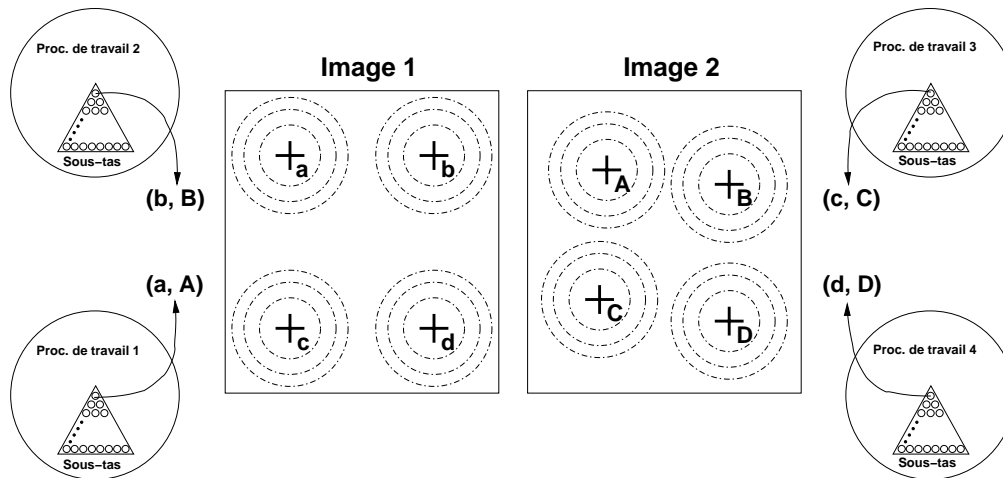 Proc. de travail 2
Sous-tas
(b, B)
(a, A)
Proc. de travail 1
Sous-tas
Image 1
a
b
c
d
Image 2
A
B
C
D
Proc. de travail 3
Sous-tas
(c, C)
(d, D)
Proc. de travail 4
Sous-tas